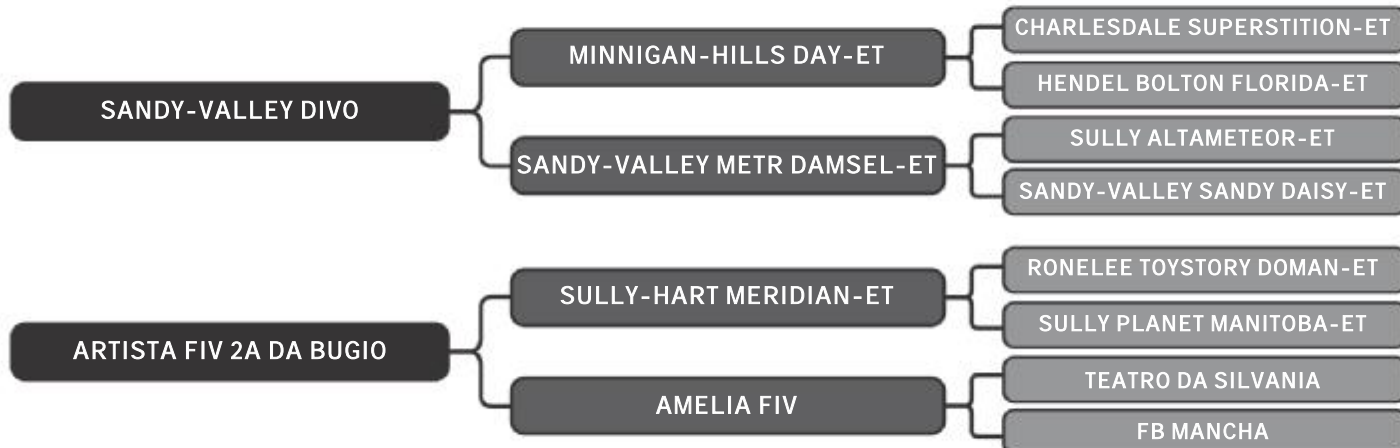 SANDY-VALLEY DIVO
MINNIGAN-HILLS DAY-ET
CHARLESDALE SUPERSTITION-ET
HENDEL BOLTON FLORIDA-ET
SANDY-VALLEY METR DAMSEL-ET
SULLY ALTAMETEOR-ET
SANDY-VALLEY SANDY DAISY-ET
ARTISTA FIV 2A DA BUGIO
SULLY-HART MERIDIAN-ET
RONELEE TOYSTORY DOMAN-ET
SULLY PLANET MANITOBA-ET
AMELIA FIV
TEATRO DA SILVANIA
FB MANCHA